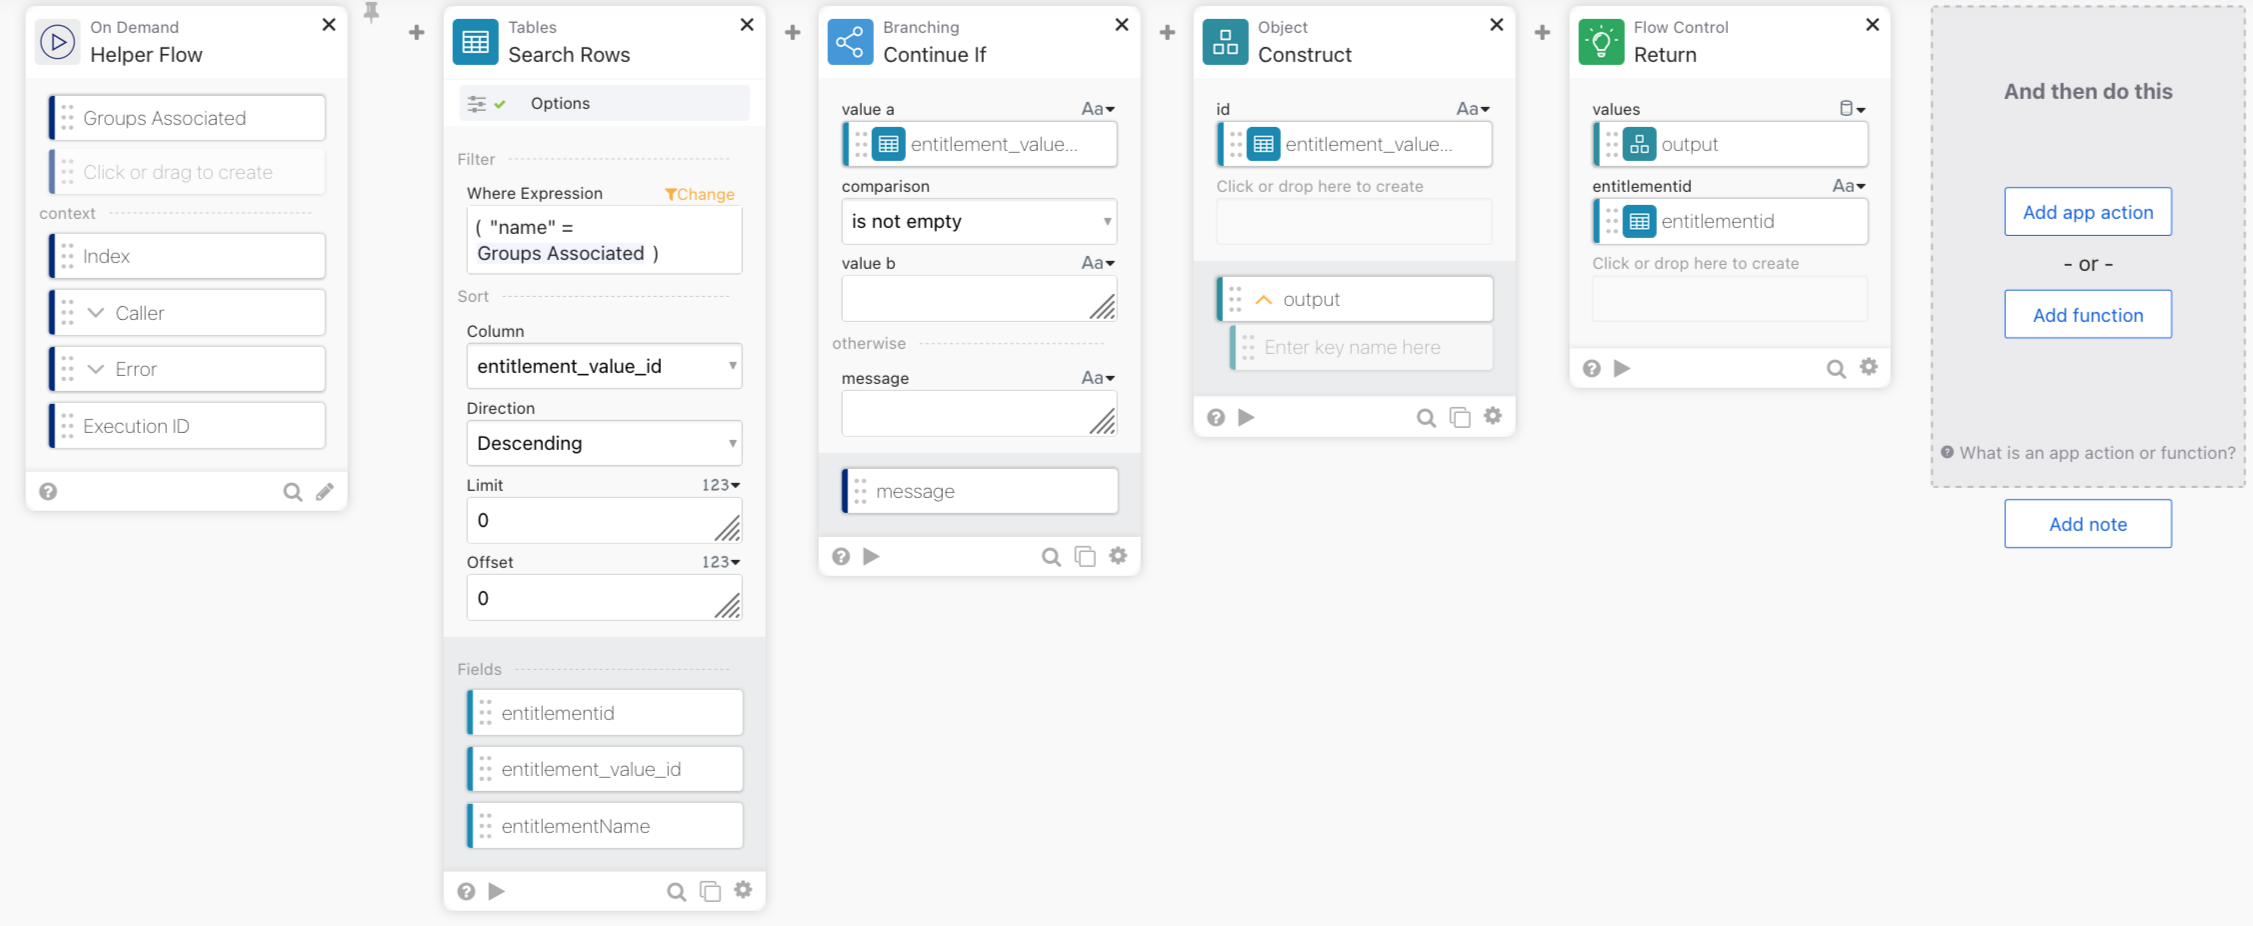 On Demand
Helper Flow
Groups Associated
Click or drag to create
context
Index
Caller
Error
Execution ID
Tables
Search Rows
Options
Filter
Where Expression
Change
( "name" =
Groups Associated )
Sort
Column
entitlement_value_id
Direction
Descending
Limit
123
0
Offset
123
0
Fields
entitlementid
entitlement_value_id
entitlementName
Branching
Continue If
value a
Aa
entitlement_value...
comparison
is not empty
value b
Aa
otherwise
message
Aa
message
Object
Construct
id
Aa
entitlement_value...
Click or drop here to create
output
Enter key name here
Flow Control
Return
values
output
entitlementid
Aa
entitlementid
Click or drop here to create
And then do this
Add app action
- or -
Add function
What is an app action or function?
Add note